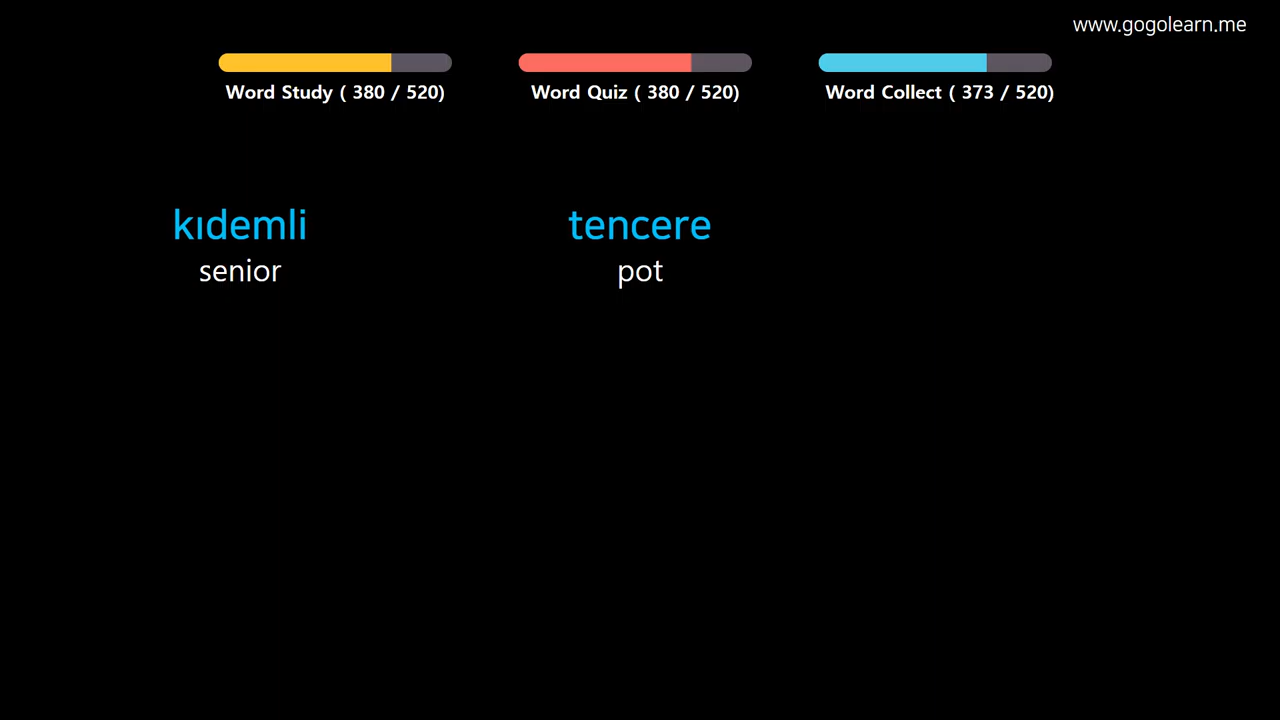 www.gogolearn.me
Word Study ( 380 / 520)
Word Quiz ( 380 / 520)
Word Collect ( 373 / 520)
kıdemli
senior
tencere
pot